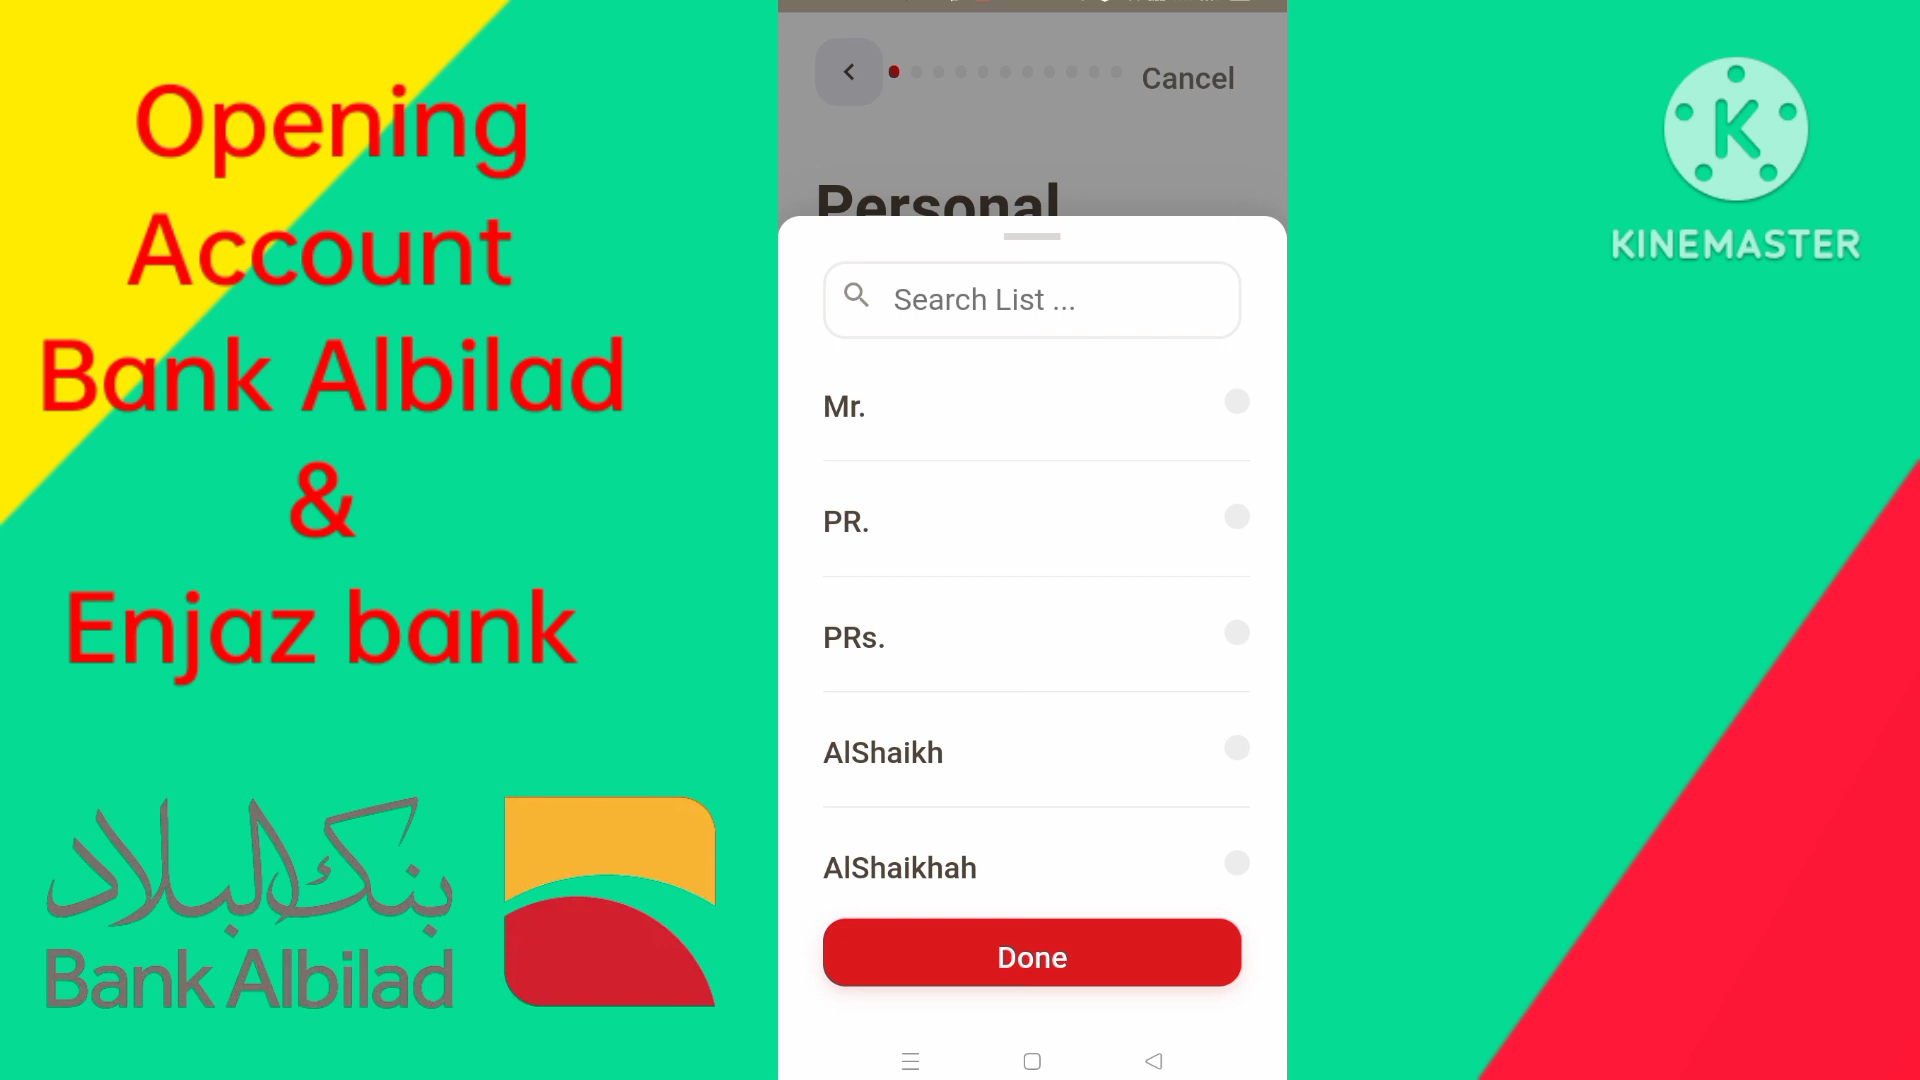 Opening
Account
Bank Albilad
&
Enjaz bank
بنك البلاد
Bank Albilad
Cancel
Personal
Search List ...
Mr.
PR.
PRs.
AlShaikh
AlShaikhah
Done
K
KINEMASTER